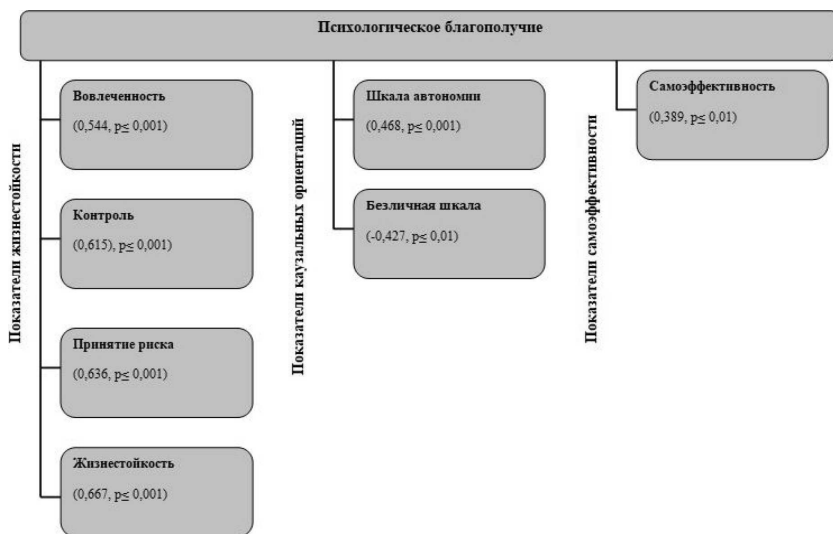 Психологическое благополучие
Показатели жизнестойкости
Вовлеченность
(0,544, p≤ 0,001)
Контроль
(0,615), p≤ 0,001)
Принятие риска
(0,636, p≤ 0,001)
Жизнестойкость
(0,667, p≤ 0,001)
Показатели каузальных ориентаций
Шкала автономии
(0,468, p≤ 0,001)
Безличная шкала
(-0,427, p≤ 0,01)
Показатели самоэффективности
Самоэффективность
(0,389, p≤ 0,01)